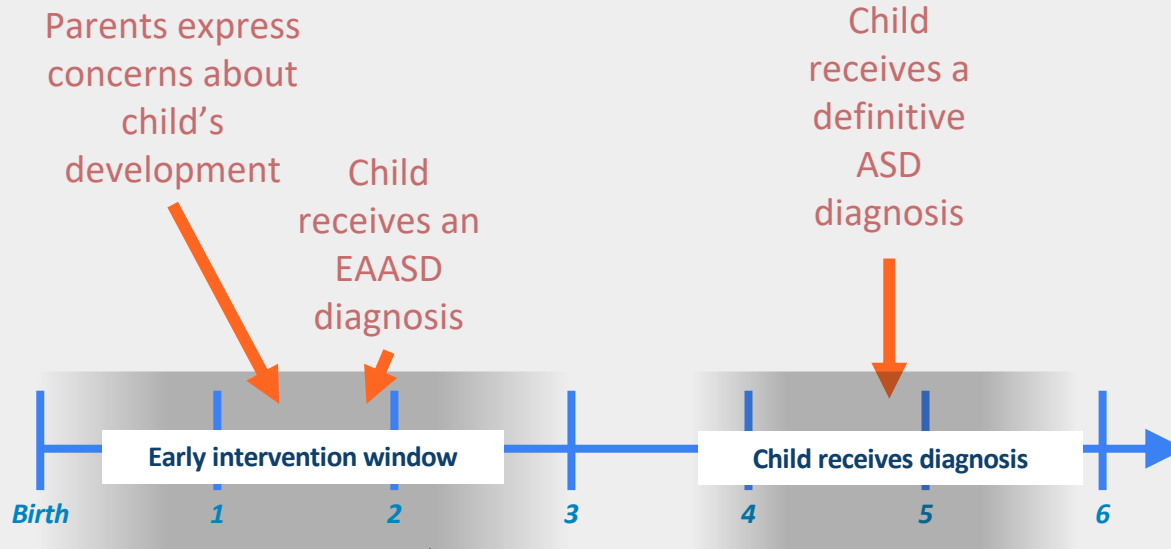 Parents express
concerns about
child's
development
Child
receives an
EAASD
diagnosis
Child
receives a
definitive
ASD
diagnosis
Early intervention window
Child receives diagnosis
Birth 1 2 3 4 5 6